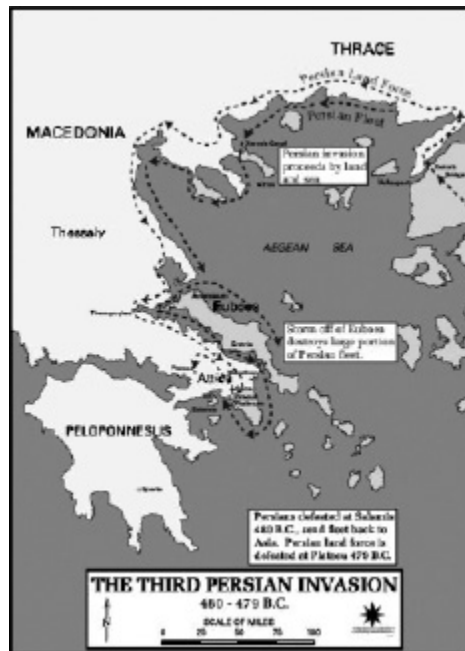 THRACE
Persian Land Force
Persian Fleet
MACEDONIA
Persian invasion
proceeds by land
and sea.
Thessaly
AEGEAN SEA
Euboea
Storm off of Euboea
destroys large portion
of Persian fleet.
Attica
PELOPONNESUS
Persians defeated at Salamis
480 B.C., send fleet back to
Asia. Persian land force is
defeated at Plataea 479 B.C.
THE THIRD PERSIAN INVASION
480 - 479 B.C.
N
SCALE OF MILES
0 25 50 75 100